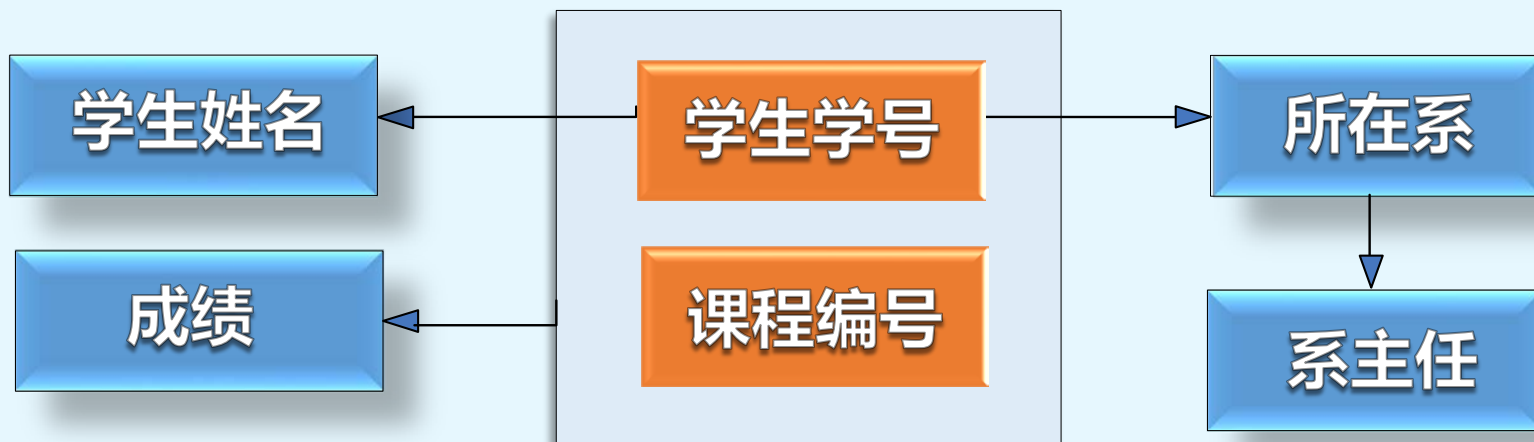 学生姓名
学生学号
所在系
成绩
课程编号
系主任